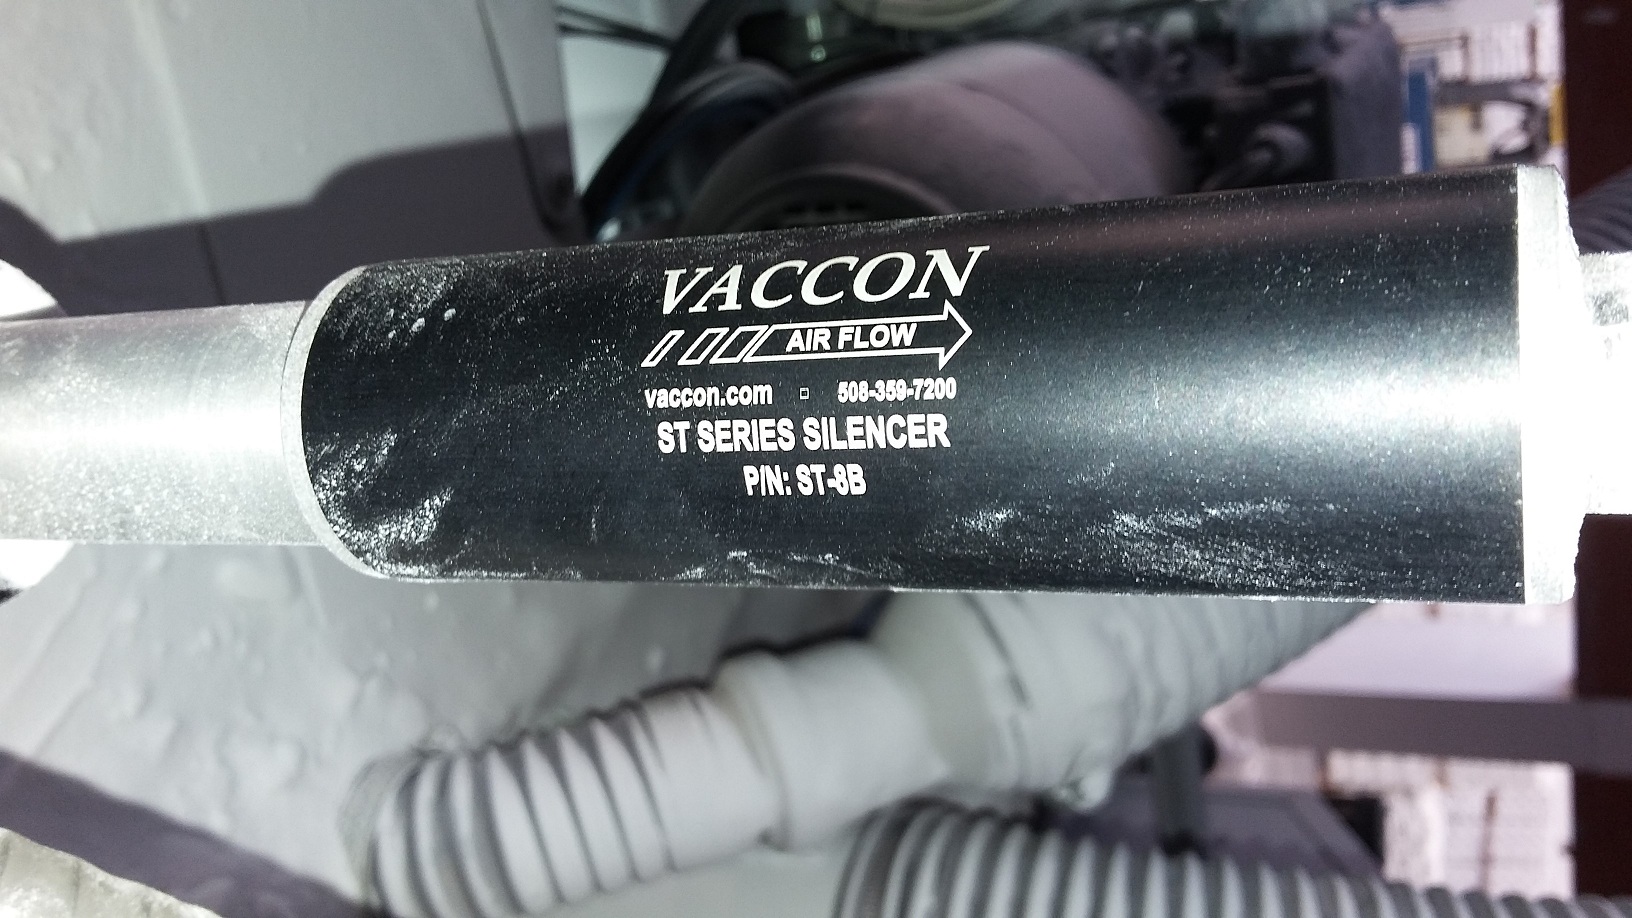 VACCON
AIR FLOW
vaccon.com □ 508-359-7200
ST SERIES SILENCER
P/N: ST-8B